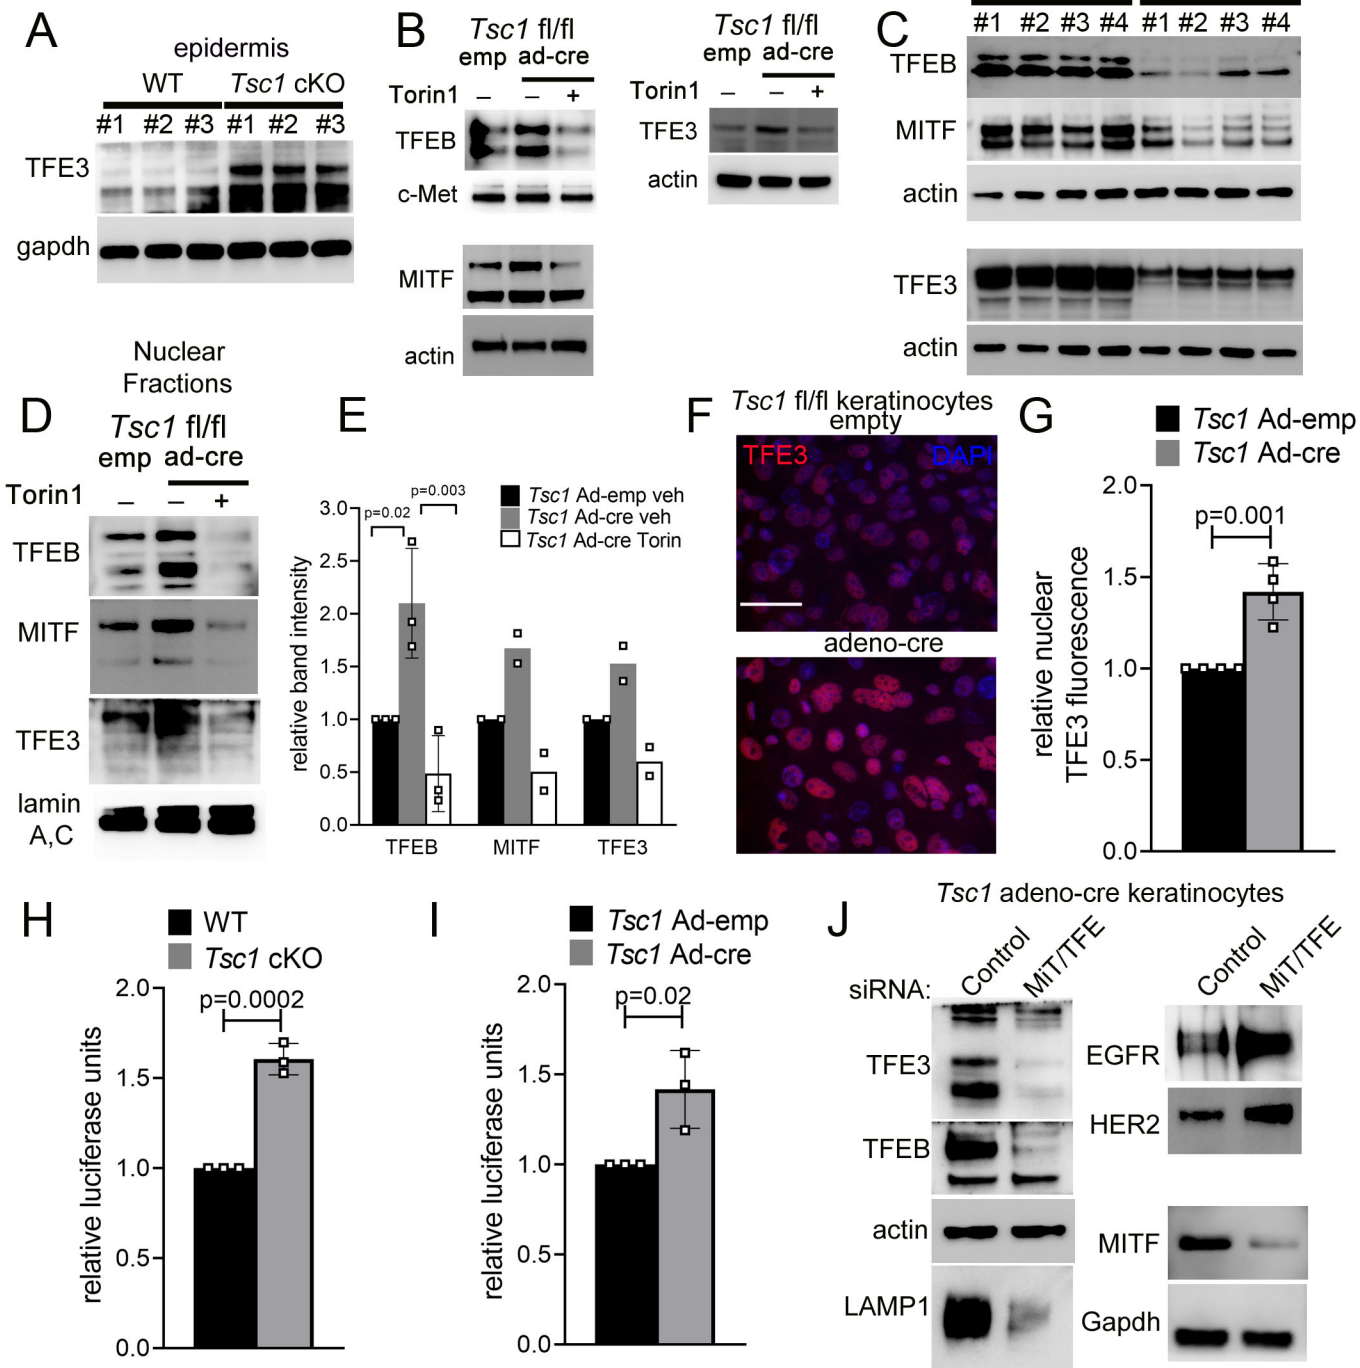 A
epidermis
WT Tsc1 cKO
#1 #2 #3 #1 #2 #3
TFE3
gapdh
B
Tsc1 fl/fl
emp ad-cre
Torin1 – – +
TFEB
c-Met
MITF
actin
Tsc1 fl/fl
emp ad-cre
Torin1 – – +
TFE3
actin
C
#1 #2 #3 #4 #1 #2 #3 #4
TFEB
MITF
actin
TFE3
actin
Nuclear
Fractions
D
Tsc1 fl/fl
emp ad-cre
Torin1 – – +
TFEB
MITF
TFE3
lamin
A,C
E
Tsc1 Ad-emp veh
Tsc1 Ad-cre veh
Tsc1 Ad-cre Torin
p=0.02
p=0.003
relative band intensity
3.0
2.5
2.0
1.5
1.0
0.5
0.0
TFEB MITF TFE3
F
Tsc1 fl/fl keratinocytes
empty
TFE3 DAPI
adeno-cre
G
Tsc1 Ad-emp
Tsc1 Ad-cre
p=0.001
relative nuclear
TFE3 fluorescence
2.0
1.5
1.0
0.5
0.0
H
WT
Tsc1 cKO
p=0.0002
relative luciferase units
2.0
1.5
1.0
0.5
0.0
I
Tsc1 Ad-emp
Tsc1 Ad-cre
p=0.02
relative luciferase units
2.0
1.5
1.0
0.5
0.0
J
Tsc1 adeno-cre keratinocytes
siRNA: Control MiT/TFE
TFE3
TFEB
actin
LAMP1
Control MiT/TFE
EGFR
HER2
MITF
Gapdh